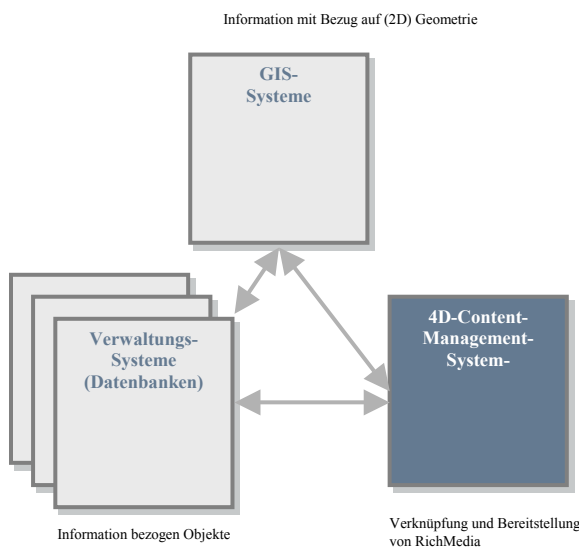 Information mit Bezug auf (2D) Geometrie
GIS-
Systeme
Verwaltungs-
Systeme
(Datenbanken)
4D-Content-
Management-
System-
Information bezogen Objekte
Verknüpfung und Bereitstellung
von RichMedia